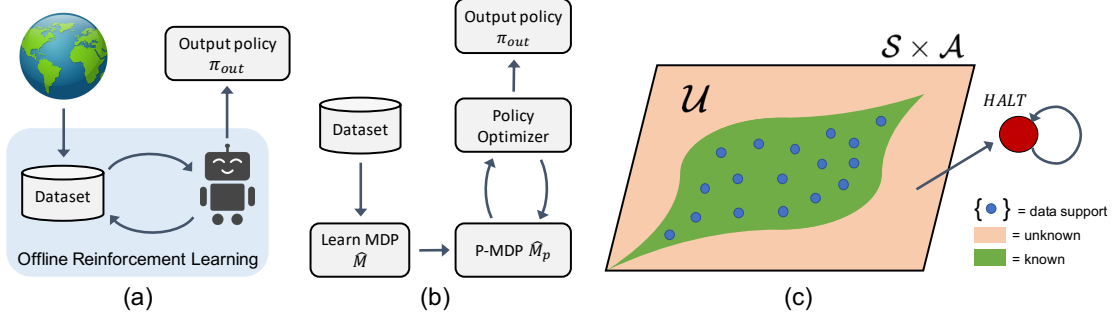 Output policy
π_out
Dataset
Offline Reinforcement Learning
(a)
Output policy
π_out
Policy
Optimizer
Dataset
Learn MDP
M̂
P-MDP M̂_p
(b)
𝒮 × 𝒜
𝒰
HALT
{ } = data support
= unknown
= known
(c)